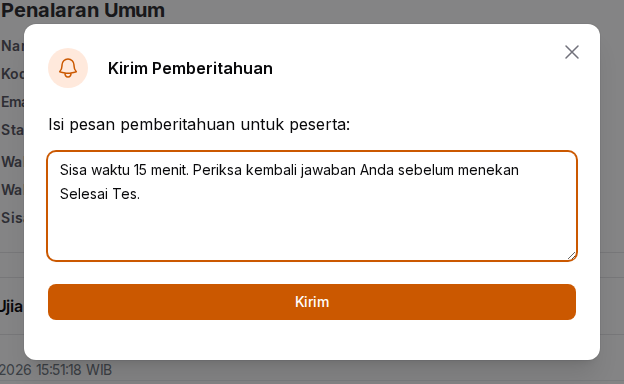 Penalaran Umum
Kirim Pemberitahuan
Isi pesan pemberitahuan untuk peserta:
Sisa waktu 15 menit. Periksa kembali jawaban Anda sebelum menekan
Selesai Tes.
Kirim
2026 15:51:18 WIB